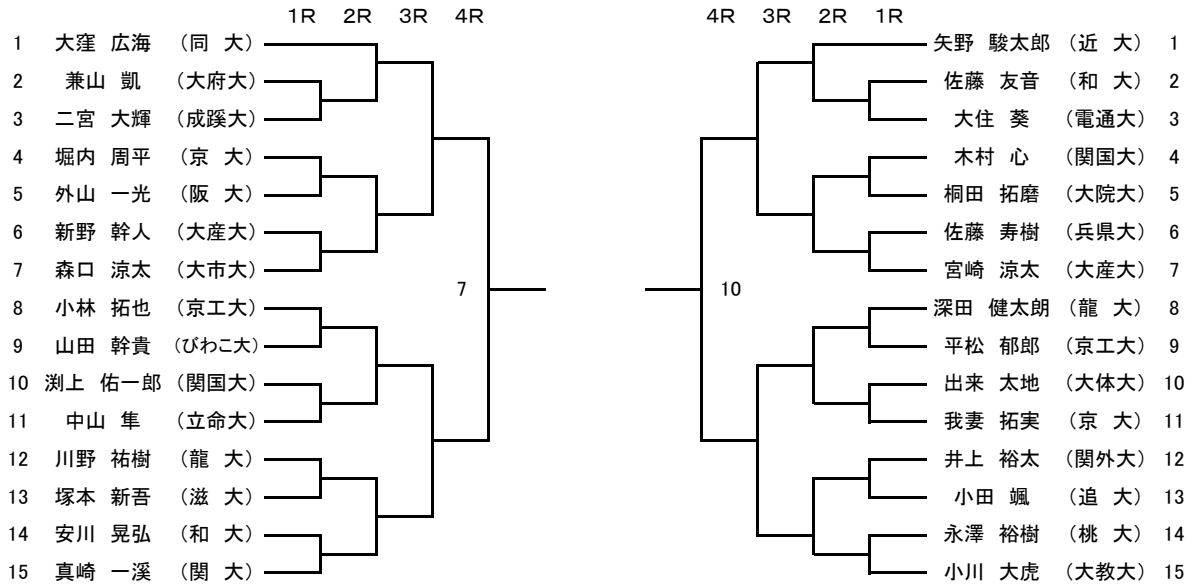 1R 2R 3R 4R
1 大窪 広海 (同 大)
2 兼山 凱 (大府大)
3 二宮 大輝 (成蹊大)
4 堀内 周平 (京 大)
5 外山 一光 (阪 大)
6 新野 幹人 (大産大)
7 森口 涼太 (大市大)
7
8 小林 拓也 (京工大)
9 山田 幹貴 (びわこ大)
10 渕上 佑一郎 (関国大)
11 中山 隼 (立命大)
12 川野 祐樹 (龍 大)
13 塚本 新吾 (滋 大)
14 安川 晃弘 (和 大)
15 真崎 一溪 (関 大)
4R 3R 2R 1R
矢野 駿太郎 (近 大) 1
佐藤 友音 (和 大) 2
大住 葵 (電通大) 3
木村 心 (関国大) 4
桐田 拓磨 (大院大) 5
佐藤 寿樹 (兵県大) 6
宮崎 涼太 (大産大) 7
10
深田 健太朗 (龍 大) 8
平松 郁郎 (京工大) 9
出来 太地 (大体大) 10
我妻 拓実 (京 大) 11
井上 裕太 (関外大) 12
小田 颯 (追 大) 13
永澤 裕樹 (桃 大) 14
小川 大虎 (大教大) 15